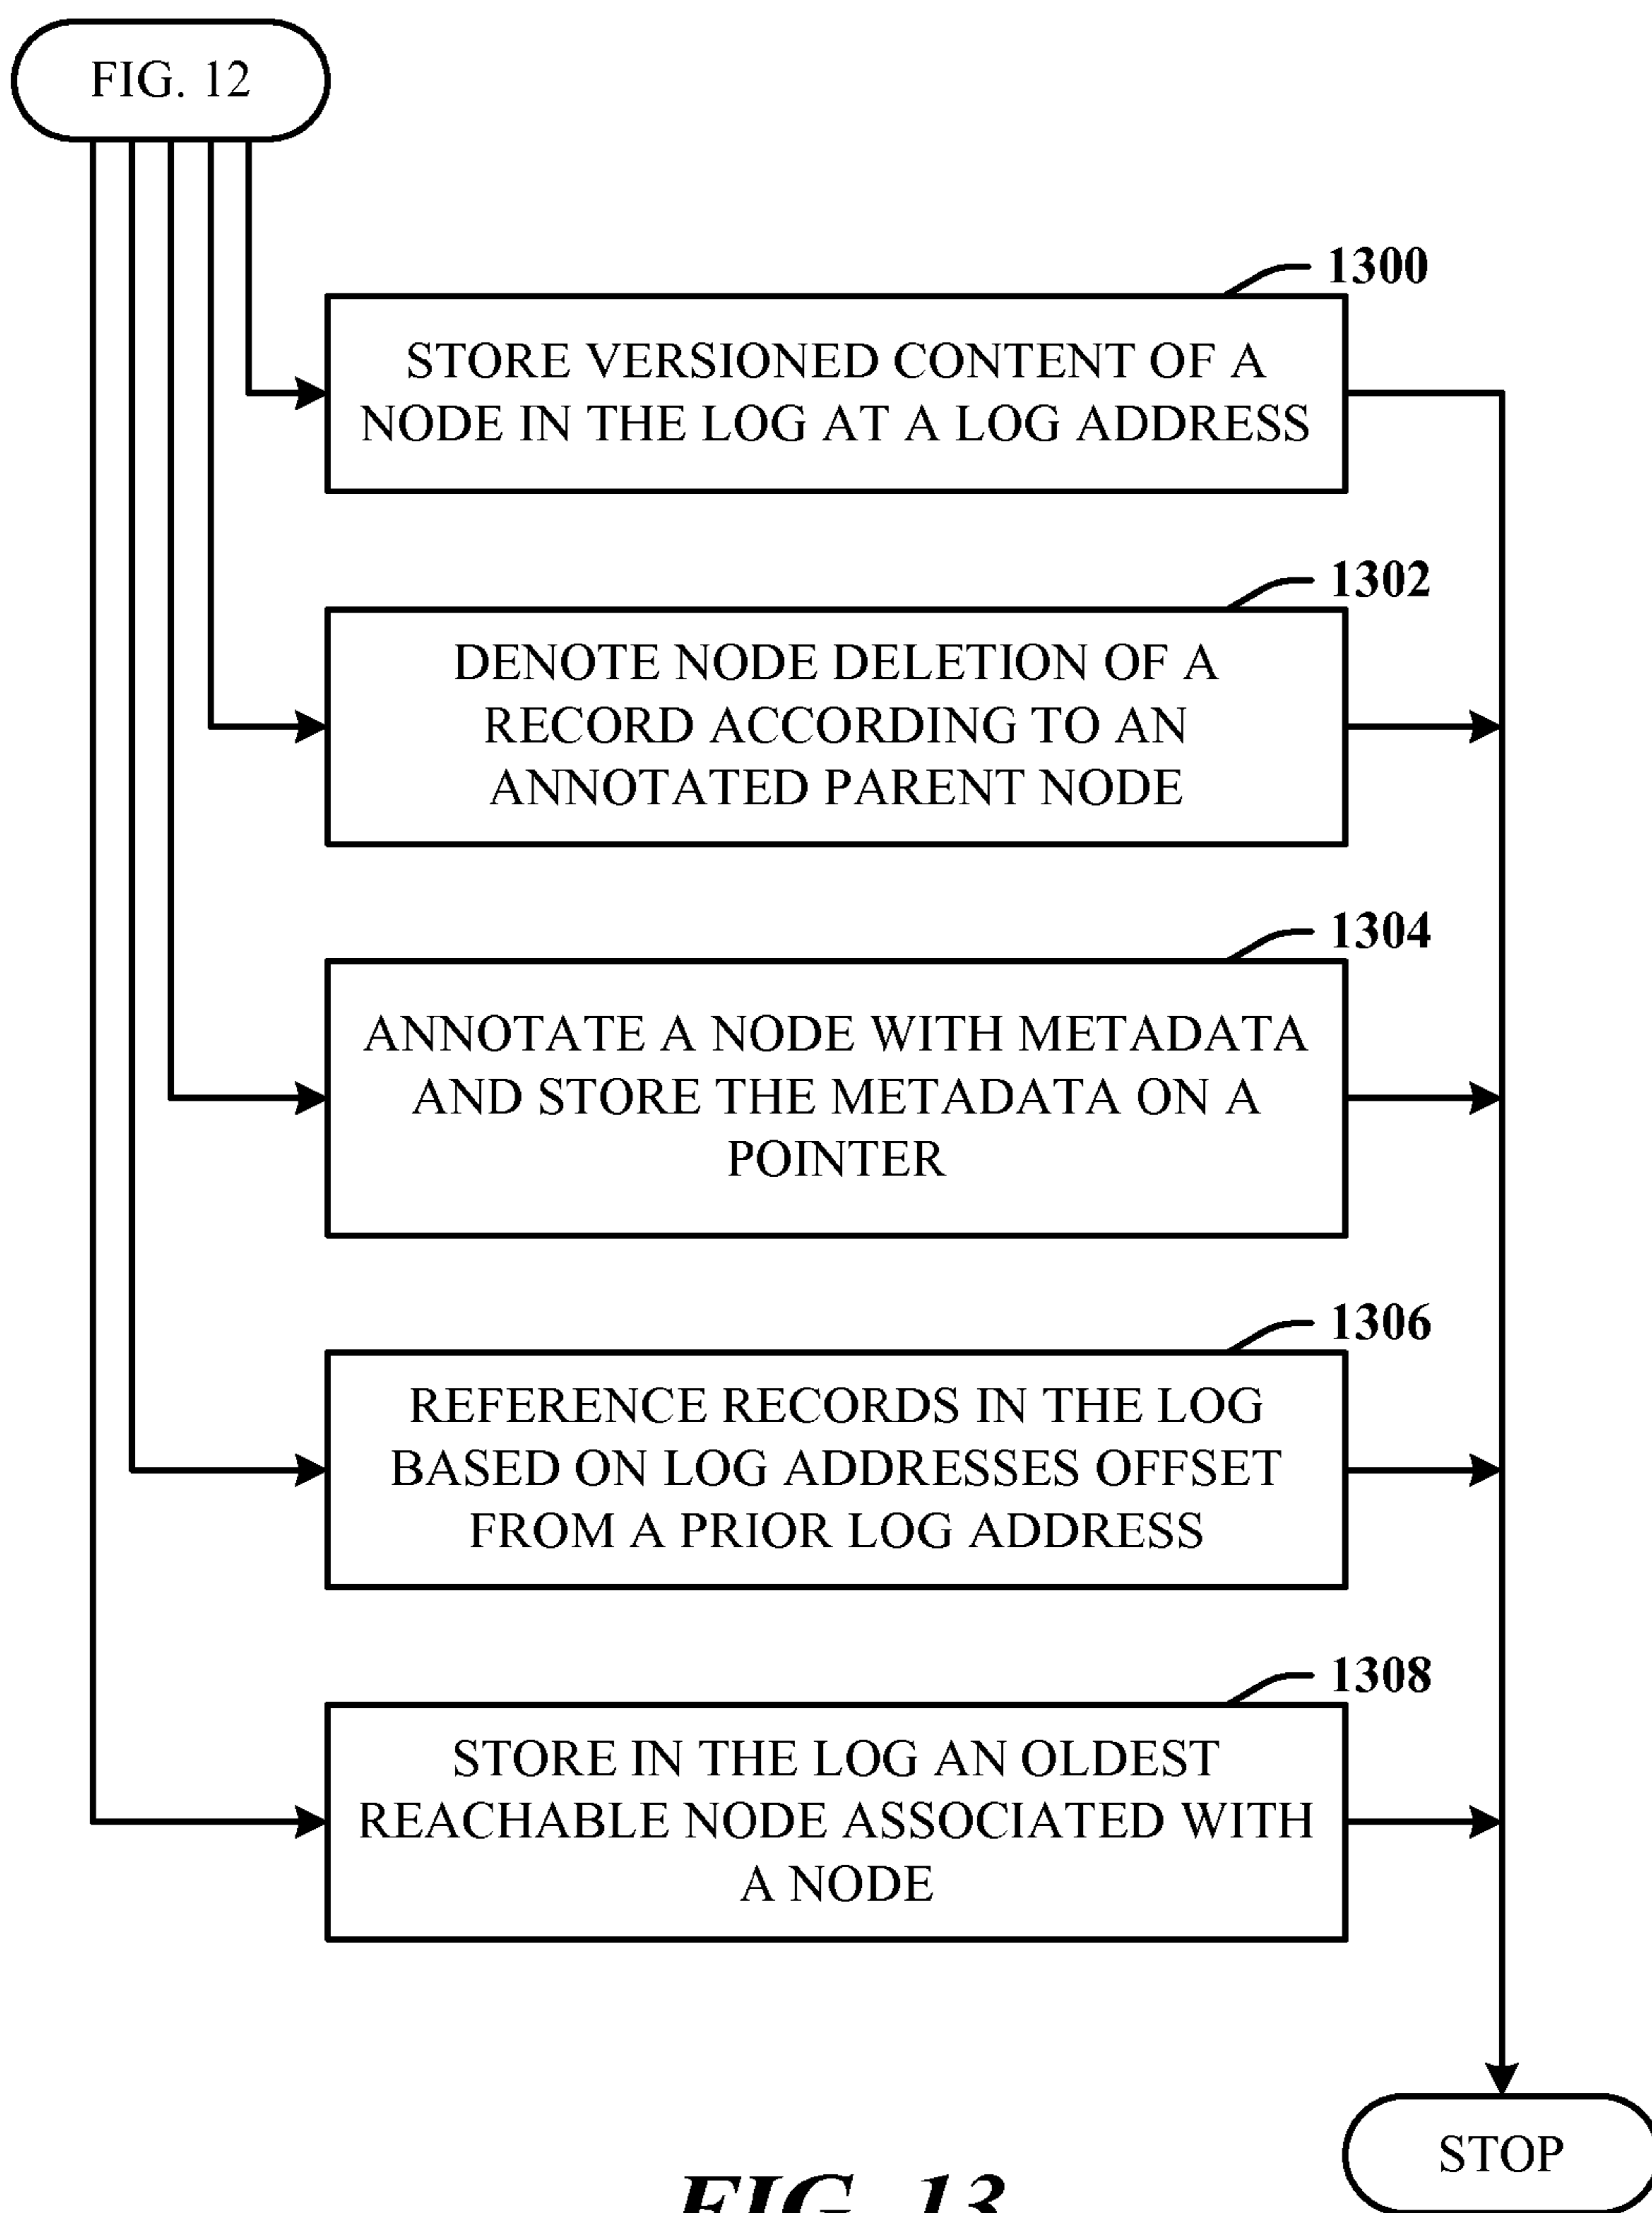 FIG. 12
1300
STORE VERSIONED CONTENT OF A
NODE IN THE LOG AT A LOG ADDRESS
1302
DENOTE NODE DELETION OF A
RECORD ACCORDING TO AN
ANNOTATED PARENT NODE
1304
ANNOTATE A NODE WITH METADATA
AND STORE THE METADATA ON A
POINTER
1306
REFERENCE RECORDS IN THE LOG
BASED ON LOG ADDRESSES OFFSET
FROM A PRIOR LOG ADDRESS
1308
STORE IN THE LOG AN OLDEST
REACHABLE NODE ASSOCIATED WITH
A NODE
STOP
FIG. 13